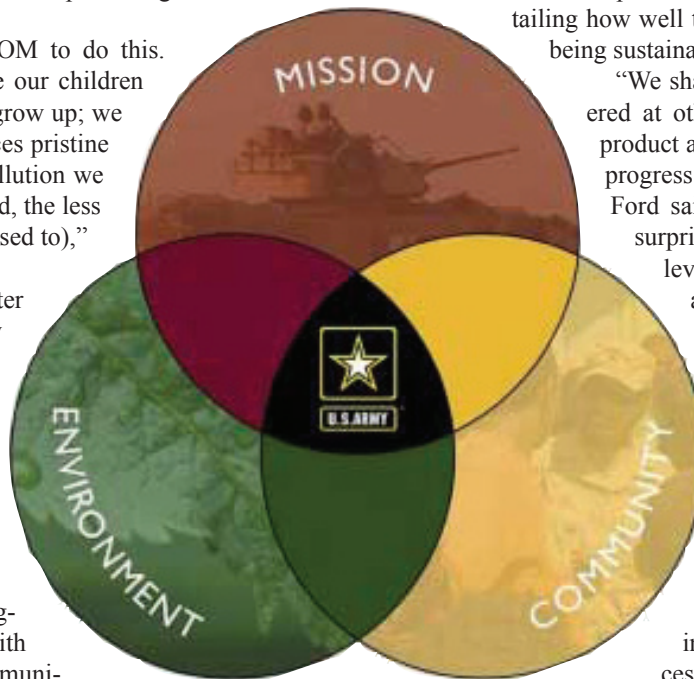 OM to do this.
e our children
grow up; we
es pristine
llution we
d, the less
sed to),”
ter
g-
ith
muni-
MISSION
ENVIRONMENT
COMMUNITY
U.S.ARMY
tailing how well t
being sustaina
“We sha
ered at ot
product a
progress
Ford sa
surpri
lev
a
in
ces